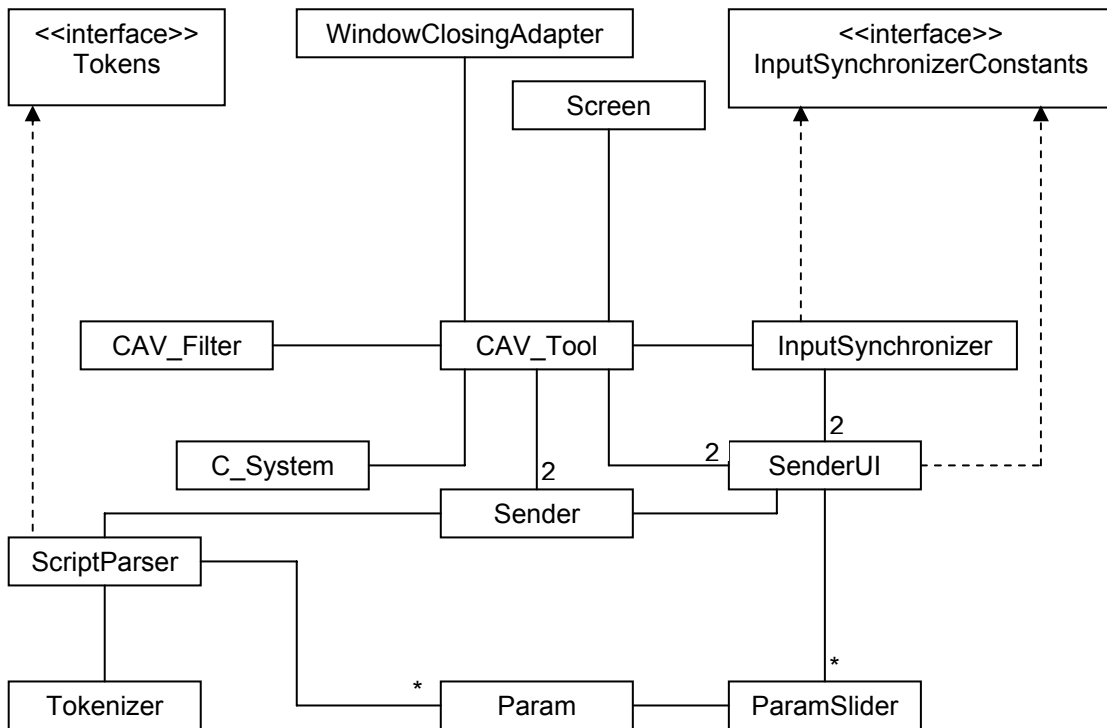 <<interface>>
Tokens
WindowClosingAdapter
<<interface>>
InputSynchronizerConstants
Screen
CAV_Filter
CAV_Tool
InputSynchronizer
2
C_System
2
2
SenderUI
Sender
ScriptParser
*
*
Tokenizer
Param
ParamSlider